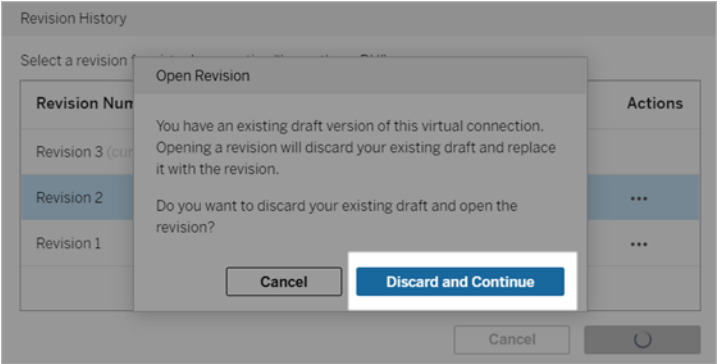 Revision History
Select a revision
Open Revision
Revision Num
Actions
You have an existing draft version of this virtual connection.
Opening a revision will discard your existing draft and replace
it with the revision.
Revision 3 (cur
Revision 2
Do you want to discard your existing draft and open the
revision?
Revision 1
Cancel
Discard and Continue
Cancel